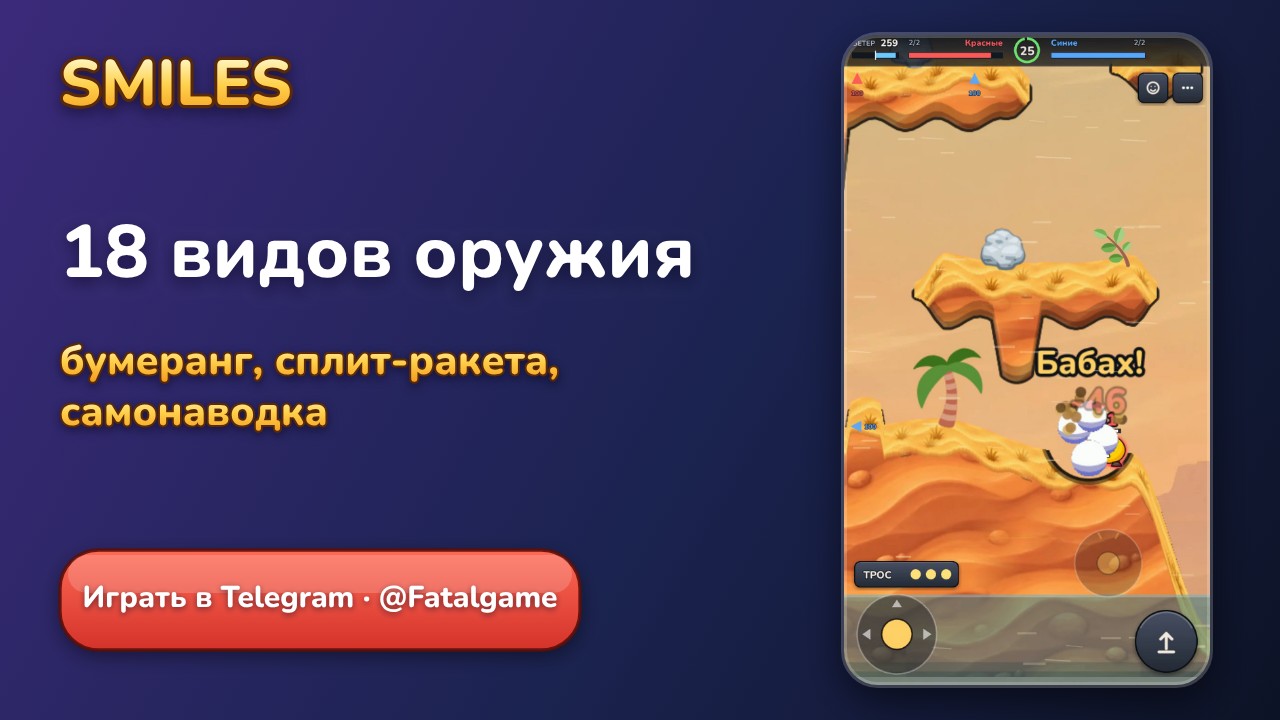 SMILES
18 видов оружия
бумеранг, сплит-ракета,
самонаводка
Играть в Telegram · @Fatalgame
259
2/2
Красные
25
Синие
2/2
Бабах!
-46
ТРОС